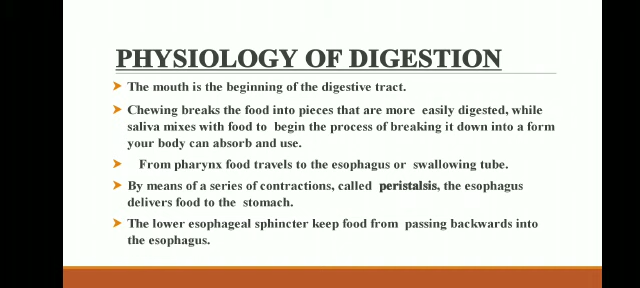 PHYSIOLOGY OF DIGESTION
➤ The mouth is the beginning of the digestive tract.
➤ Chewing breaks the food into pieces that are more easily digested, while
saliva mixes with food to begin the process of breaking it down into a form
your body can absorb and use.
➤ From pharynx food travels to the esophagus or swallowing tube.
➤ By means of a series of contractions, called peristalsis, the esophagus
delivers food to the stomach.
➤ The lower esophageal sphincter keep food from passing backwards into
the esophagus.